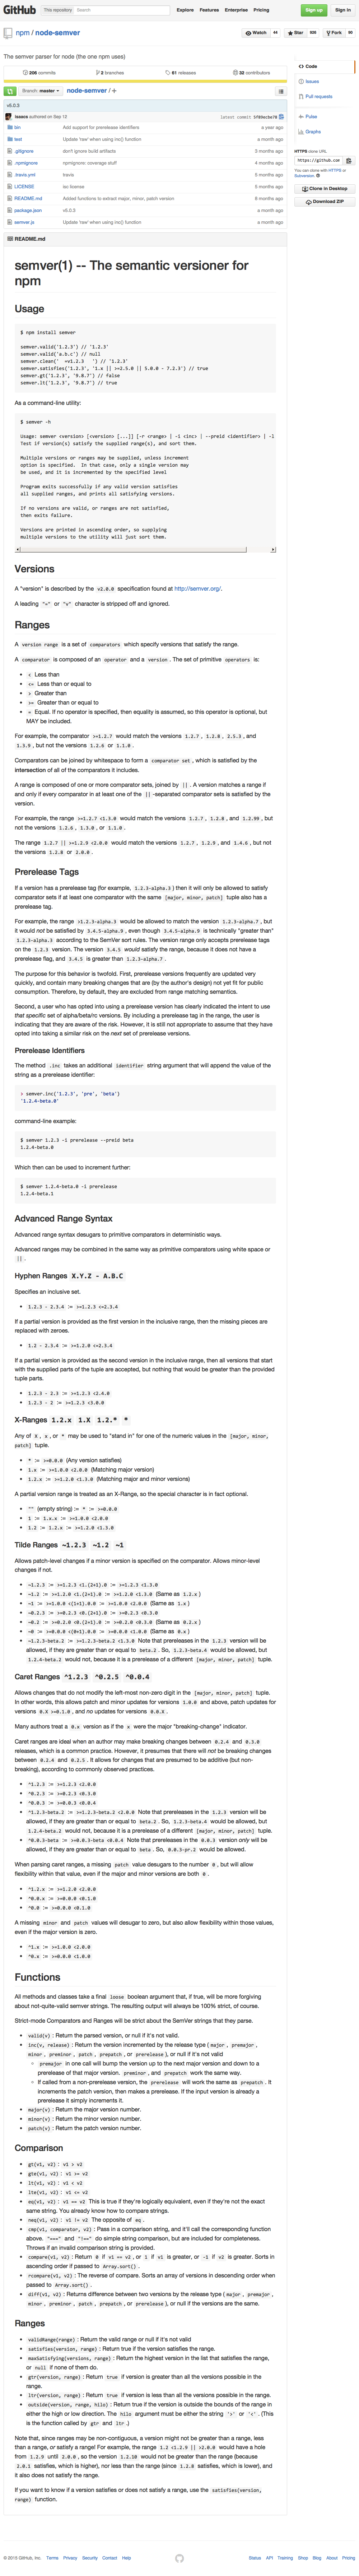 GitHub This repository Search Explore Features Enterprise Pricing Sign up Sign in
npm / node-semver Watch 44 Star 926 Fork 90
The semver parser for node (the one npm uses)
206 commits 2 branches 61 releases 32 contributors
Branch: master node-semver / +
v5.0.3
isaacs authored on Sep 12
bin Add support for prerelease identifiers a year ago
test Update 'new' when using inc() function a month ago
.gitignore don't ignore build artifacts 3 months ago
.npmignore npmignore: coverage stuff 4 months ago
.travis.yml travis 5 months ago
LICENSE isc license 5 months ago
README.md Added functions to extract major, minor, patch version 8 months ago
package.json v5.0.3 a month ago
semver.js Update 'new' when using inc() function a month ago
Code
Issues
Pull requests
Pulse
Graphs
HTTPS clone URL
https://github.com
You can clone with HTTPS or
Subversion.
Clone in Desktop
Download ZIP
README.md
semver(1) -- The semantic versioner for
npm
Usage
$ npm install semver
semver.valid('1.2.3') // '1.2.3'
semver.valid('a.b.c') // null
semver.clean(' =v1.2.3 ') // '1.2.3'
semver.satisfies('1.2.3', '1.x || >=2.5.0 || 5.0.0 - 7.2.3') // true
semver.gt('1.2.3', '9.8.7') // false
semver.lt('1.2.3', '9.8.7') // true
As a command-line utility:
$ semver -h
Usage: semver <version> [<version> [...]] [-r <range> | -i <inc> | --preid <identifier> | -l
Test if version(s) satisfy the supplied range(s), and sort them.
Multiple versions or ranges may be supplied, unless increment
option is specified. In that case, only a single version may
be used, and it is incremented by the specified level
Program exits successfully if any valid version satisfies
all supplied ranges, and prints all satisfying versions.
If no versions are valid, or ranges are not satisfied,
then exits failure.
Versions are printed in ascending order, so supplying
multiple versions to the utility will just sort them.
Versions
A "version" is described by the v2.0.0 specification found at http://semver.org/.
A leading "=" or "v" character is stripped off and ignored.
Ranges
A version range is a set of comparators which specify versions that satisfy the range.
A comparator is composed of an operator and a version. The set of primitive operators is:
< Less than
<= Less than or equal to
> Greater than
>= Greater than or equal to
= Equal. If no operator is specified, then equality is assumed, so this operator is optional, but
MAY be included.
For example, the comparator >=1.2.7 would match the versions 1.2.7, 1.2.8, 2.5.3, and
1.3.9, but not the versions 1.2.6 or 1.1.0.
Comparators can be joined by whitespace to form a comparator set, which is satisfied by the
intersection of all of the comparators it includes.
A range is composed of one or more comparator sets, joined by ||. A version matches a range if
and only if every comparator in at least one of the ||-separated comparator sets is satisfied by the
version.
For example, the range >=1.2.7 <1.3.0 would match the versions 1.2.7, 1.2.8, and 1.2.99, but
not the versions 1.2.6, 1.3.0, or 1.1.0.
The range 1.2.7 || >=1.2.9 <2.0.0 would match the versions 1.2.7, 1.2.9, and 1.4.6, but not
the versions 1.2.8 or 2.0.0.
Prerelease Tags
If a version has a prerelease tag (for example, 1.2.3-alpha.3) then it will only be allowed to satisfy
comparator sets if at least one comparator with the same [major, minor, patch] tuple also has a
prerelease tag.
For example, the range >1.2.3-alpha.3 would be allowed to match the version 1.2.3-alpha.7, but
it would not be satisfied by 3.4.5-alpha.9, even though 3.4.5-alpha.9 is technically "greater than"
1.2.3-alpha.3 according to the SemVer sort rules. The version range only accepts prerelease tags
on the 1.2.3 version. The version 3.4.5 would satisfy the range, because it does not have a
prerelease flag, and 3.4.5 is greater than 1.2.3-alpha.7.
The purpose for this behavior is twofold. First, prerelease versions frequently are updated very
quickly, and contain many breaking changes that are (by the author's design) not yet fit for public
consumption. Therefore, by default, they are excluded from range matching semantics.
Second, a user who has opted into using a prerelease version has clearly indicated the intent to use
that specific set of alpha/beta/rc versions. By including a prerelease tag in the range, the user is
indicating that they are aware of the risk. However, it is still not appropriate to assume that they have
opted into taking a similar risk on the next set of prerelease versions.
Prerelease Identifiers
The method .inc takes an additional identifier string argument that will append the value of the
string as a prerelease identifier:
> semver.inc('1.2.3', 'pre', 'beta')
'1.2.4-beta.0'
command-line example:
$ semver 1.2.3 -i prerelease --preid beta
1.2.4-beta.0
Which then can be used to increment further:
$ semver 1.2.4-beta.0 -i prerelease
1.2.4-beta.1
Advanced Range Syntax
Advanced range syntax desugars to primitive comparators in deterministic ways.
Advanced ranges may be combined in the same way as primitive comparators using white space or
||.
Hyphen Ranges X.Y.Z - A.B.C
Specifies an inclusive set.
1.2.3 - 2.3.4 := >=1.2.3 <=2.3.4
If a partial version is provided as the first version in the inclusive range, then the missing pieces are
replaced with zeroes.
1.2 - 2.3.4 := >=1.2.0 <=2.3.4
If a partial version is provided as the second version in the inclusive range, then all versions that start
with the supplied parts of the tuple are accepted, but nothing that would be greater than the provided
tuple parts.
1.2.3 - 2.3 := >=1.2.3 <2.4.0
1.2.3 - 2 := >=1.2.3 <3.0.0
X-Ranges 1.2.x 1.X 1.2.* *
Any of X, x, or * may be used to "stand in" for one of the numeric values in the [major, minor,
patch] tuple.
* := >=0.0.0 (Any version satisfies)
1.x := >=1.0.0 <2.0.0 (Matching major version)
1.2.x := >=1.2.0 <1.3.0 (Matching major and minor versions)
A partial version range is treated as an X-Range, so the special character is in fact optional.
"" (empty string) := * := >=0.0.0
1 := 1.x.x := >=1.0.0 <2.0.0
1.2 := 1.2.x := >=1.2.0 <1.3.0
Tilde Ranges ~1.2.3 ~1.2 ~1
Allows patch-level changes if a minor version is specified on the comparator. Allows minor-level
changes if not.
~1.2.3 := >=1.2.3 <1.(2+1).0 := >=1.2.3 <1.3.0
~1.2 := >=1.2.0 <1.(2+1).0 := >=1.2.0 <1.3.0 (Same as 1.2.x)
~1 := >=1.0.0 <(1+1).0.0 := >=1.0.0 <2.0.0 (Same as 1.x)
~0.2.3 := >=0.2.3 <0.(2+1).0 := >=0.2.3 <0.3.0
~0.2 := >=0.2.0 <0.(2+1).0 := >=0.2.0 <0.3.0 (Same as 0.2.x)
~0 := >=0.0.0 <(0+1).0.0 := >=0.0.0 <1.0.0 (Same as 0.x)
~1.2.3-beta.2 := >=1.2.3-beta.2 <1.3.0 Note that prereleases in the 1.2.3 version will be
allowed, if they are greater than or equal to beta.2. So, 1.2.3-beta.4 would be allowed, but
1.2.4-beta.2 would not, because it is a prerelease of a different [major, minor, patch] tuple.
Caret Ranges ^1.2.3 ^0.2.5 ^0.0.4
Allows changes that do not modify the left-most non-zero digit in the [major, minor, patch] tuple.
In other words, this allows patch and minor updates for versions 1.0.0 and above, patch updates for
versions 0.X >=0.1.0, and no updates for versions 0.0.X.
Many authors treat a 0.x version as if the x were the major "breaking-change" indicator.
Caret ranges are ideal when an author may make breaking changes between 0.2.4 and 0.3.0
releases, which is a common practice. However, it presumes that there will not be breaking changes
between 0.2.4 and 0.2.5. It allows for changes that are presumed to be additive (but non-
breaking), according to commonly observed practices.
^1.2.3 := >=1.2.3 <2.0.0
^0.2.3 := >=0.2.3 <0.3.0
^0.0.3 := >=0.0.3 <0.0.4
^1.2.3-beta.2 := >=1.2.3-beta.2 <2.0.0 Note that prereleases in the 1.2.3 version will be
allowed, if they are greater than or equal to beta.2. So, 1.2.3-beta.4 would be allowed, but
1.2.4-beta.2 would not, because it is a prerelease of a different [major, minor, patch] tuple.
^0.0.3-beta := >=0.0.3-beta <0.0.4 Note that prereleases in the 0.0.3 version only will be
allowed, if they are greater than or equal to beta. So, 0.0.3-pr.2 would be allowed.
When parsing caret ranges, a missing patch value desugars to the number 0, but will allow
flexibility within that value, even if the major and minor versions are both 0.
^1.2.x := >=1.2.0 <2.0.0
^0.0.x := >=0.0.0 <0.1.0
^0.0 := >=0.0.0 <0.1.0
A missing minor and patch values will desugar to zero, but also allow flexibility within those values,
even if the major version is zero.
^1.x := >=1.0.0 <2.0.0
^0.x := >=0.0.0 <1.0.0
Functions
All methods and classes take a final loose boolean argument that, if true, will be more forgiving
about not-quite-valid semver strings. The resulting output will always be 100% strict, of course.
Strict-mode Comparators and Ranges will be strict about the SemVer strings that they parse.
valid(v): Return the parsed version, or null if it's not valid.
inc(v, release): Return the version incremented by the release type (major, premajor,
minor, preminor, patch, prepatch, or prerelease), or null if it's not valid
premajor in one call will bump the version up to the next major version and down to a
prerelease of that major version. preminor, and prepatch work the same way.
If called from a non-prerelease version, the prerelease will work the same as prepatch. It
increments the patch version, then makes a prerelease. If the input version is already a
prerelease it simply increments it.
major(v): Return the major version number.
minor(v): Return the minor version number.
patch(v): Return the patch version number.
Comparison
gt(v1, v2): v1 > v2
gte(v1, v2): v1 >= v2
lt(v1, v2): v1 < v2
lte(v1, v2): v1 <= v2
eq(v1, v2): v1 == v2 This is true if they're logically equivalent, even if they're not the exact
same string. You already know how to compare strings.
neq(v1, v2): v1 != v2 The opposite of eq.
cmp(v1, comparator, v2): Pass in a comparison string, and it'll call the corresponding function
above. "===" and "!==" do simple string comparison, but are included for completeness.
Throws if an invalid comparison string is provided.
compare(v1, v2): Return 0 if v1 == v2, or 1 if v1 is greater, or -1 if v2 is greater. Sorts in
ascending order if passed to Array.sort().
rcompare(v1, v2): The reverse of compare. Sorts an array of versions in descending order when
passed to Array.sort().
diff(v1, v2): Returns difference between two versions by the release type (major, premajor,
minor, preminor, patch, prepatch, or prerelease), or null if the versions are the same.
Ranges
validRange(range): Return the valid range or null if it's not valid
satisfies(version, range): Return true if the version satisfies the range.
maxSatisfying(versions, range): Return the highest version in the list that satisfies the range,
or null if none of them do.
gtr(version, range): Return true if version is greater than all the versions possible in the
range.
ltr(version, range): Return true if version is less than all the versions possible in the range.
outside(version, range, hilo): Return true if the version is outside the bounds of the range in
either the high or low direction. The hilo argument must be either the string '>' or '<'. (This
is the function called by gtr and ltr.)
Note that, since ranges may be non-contiguous, a version might not be greater than a range, less
than a range, or satisfy a range! For example, the range 1.2 <1.2.9 || >2.0.0 would have a hole
from 1.2.9 until 2.0.0, so the version 1.2.10 would not be greater than the range (because
2.0.1 satisfies, which is higher), nor less than the range (since 1.2.8 satisfies, which is lower), and
it also does not satisfy the range.
If you want to know if a version satisfies or does not satisfy a range, use the satisfies(version,
range) function.
© 2015 GitHub, Inc. Terms Privacy Security Contact Help Status API Training Shop Blog About Pricing